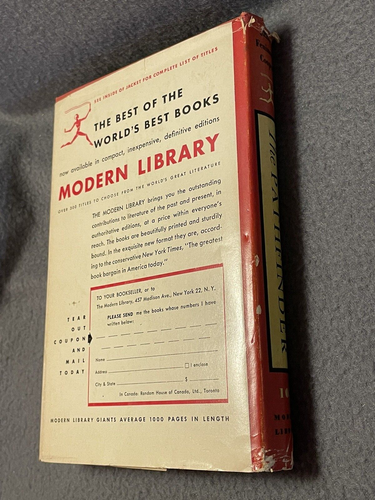 SEE INSIDE OF JACKET FOR COMPLETE LIST OF TITLES
THE BEST OF THE
WORLD'S BEST BOOKS
now available in compact, inexpensive, definitive editions
MODERN LIBRARY
OVER 300 TITLES TO CHOOSE FROM THE WORLD'S GREAT LITERATURE
THE MODERN LIBRARY brings you the outstanding
contributions to literature of the past and present, in
authoritative editions, at a price within everyone's
reach. The books are beautifully printed and sturdily
bound. In the exquisite new format they are, accord-
ing to the conservative New York Times, "The greatest
book bargain in America today."
TEAR
OUT
COUPON
AND
MAIL
TODAY
TO YOUR BOOKSELLER, or to
The Modern Library, 457 Madison Ave., New York 22, N. Y.
PLEASE SEND me the books whose numbers I have
written below:
Name
Address
I enclose
City & State
$
In Canada: Random House of Canada, Ltd., Toronto
MODERN LIBRARY GIANTS AVERAGE 1000 PAGES IN LENGTH
The PATHFINDER